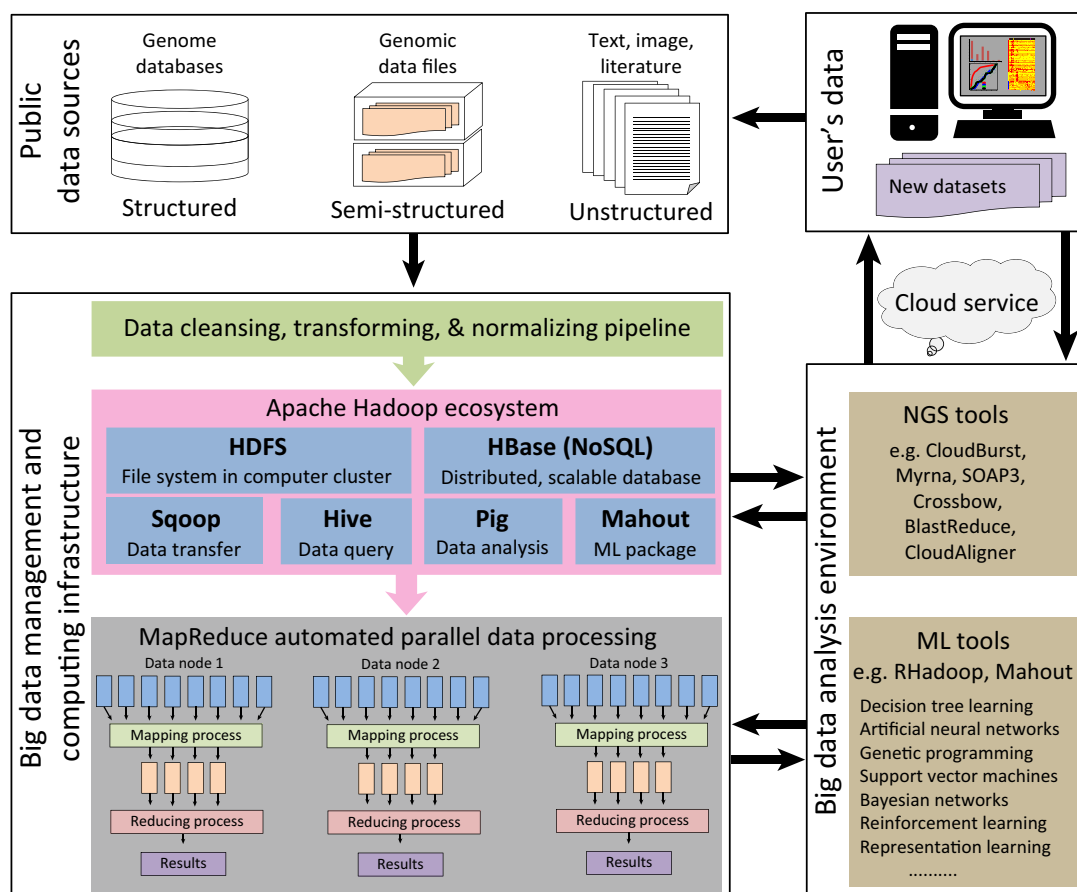 Public
data sources
Genome
databases
Structured
Genomic
data files
Semi-structured
Text, image,
literature
Unstructured
User's data
New datasets
Cloud service
Big data management and
computing infrastructure
Data cleansing, transforming, & normalizing pipeline
Apache Hadoop ecosystem
HDFS
File system in computer cluster
HBase (NoSQL)
Distributed, scalable database
Sqoop
Data transfer
Hive
Data query
Pig
Data analysis
Mahout
ML package
MapReduce automated parallel data processing
Data node 1
Mapping process
Reducing process
Results
Data node 2
Mapping process
Reducing process
Results
Data node 3
Mapping process
Reducing process
Results
Big data analysis environment
NGS tools
e.g. CloudBurst,
Myrna, SOAP3,
Crossbow,
BlastReduce,
CloudAligner
ML tools
e.g. RHadoop, Mahout
Decision tree learning
Artificial neural networks
Genetic programming
Support vector machines
Bayesian networks
Reinforcement learning
Representation learning
..........